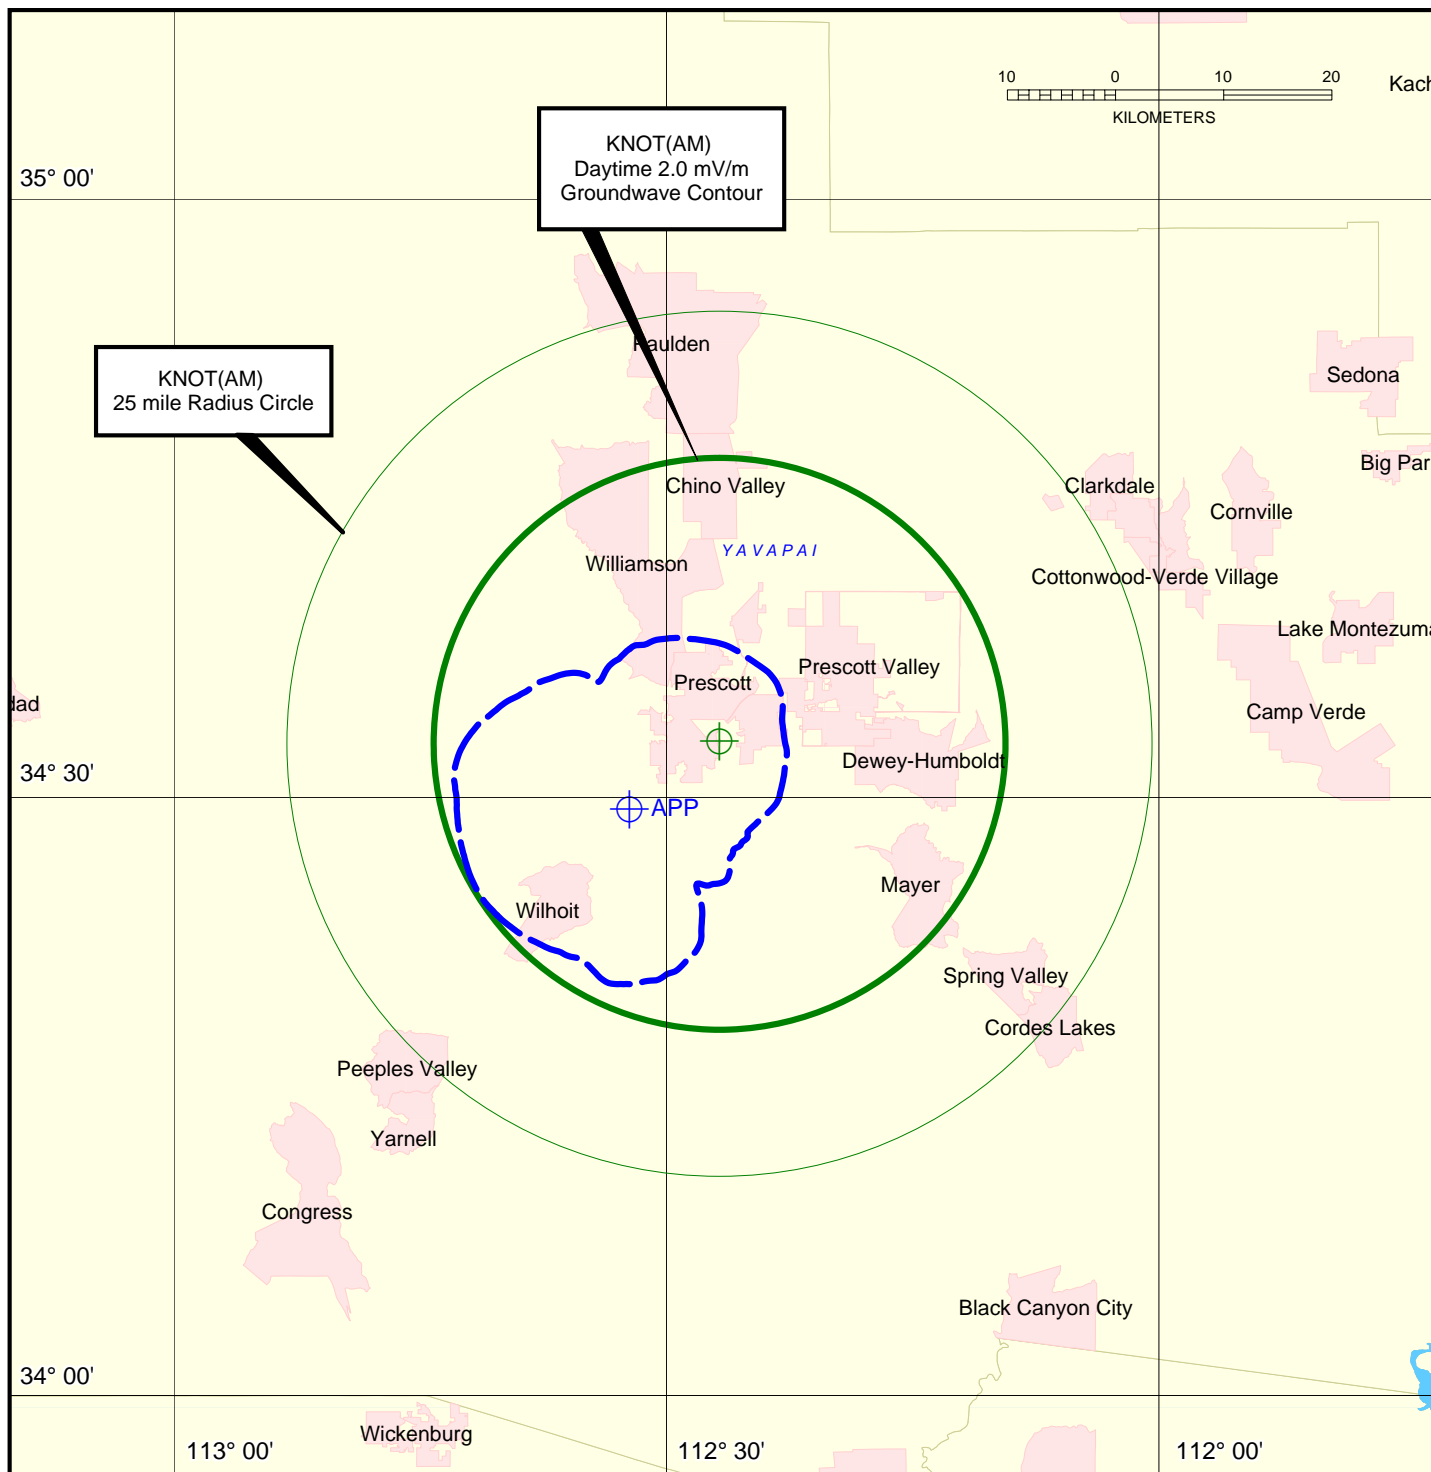 10 0 10 20
KILOMETERS
Kach
KNOT(AM)
Daytime 2.0 mV/m
Groundwave Contour
35° 00'
KNOT(AM)
25 mile Radius Circle
Paulden
Sedona
Big Par
Chino Valley
Clarkdale
Cornville
YAVAPAI
Williamson
Cottonwood-Verde Village
Lake Montezuma
Prescott Valley
Prescott
dad
Camp Verde
34° 30'
Dewey-Humboldt
APP
Mayer
Wilhoit
Spring Valley
Cordes Lakes
Peeples Valley
Yarnell
Congress
Black Canyon City
34° 00'
Wickenburg
113° 00'
112° 30'
112° 00'